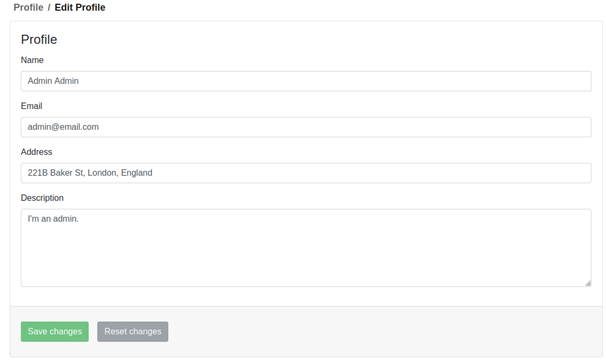 Profile / Edit Profile
Profile
Name
Admin Admin
Email
admin@email.com
Address
221B Baker St, London, England
Description
I'm an admin.
Save changes Reset changes